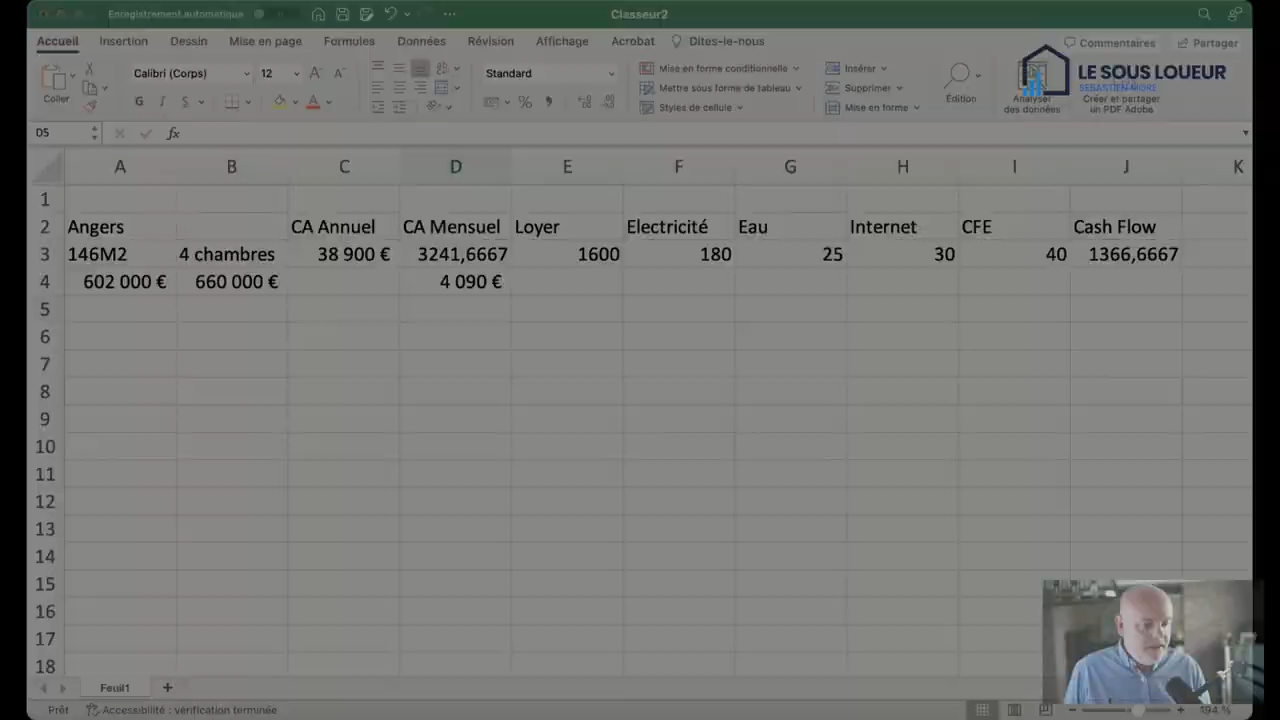 Enregistrement automatique
Classeur2
Accueil Insertion Dessin Mise en page Formules Données Révision Affichage Acrobat Dites-le-nous Commentaires Partager
Coller
Calibri (Corps) 12
G I S
Standard
Mise en forme conditionnelle
Mettre sous forme de tableau
Styles de cellule
Insérer
Supprimer
Mise en forme
Édition
Analyser des données
Créer et partager un PDF Adobe
LE SOUS LOUEUR
D5 fx
A B C D E F G H I J K
1
2 Angers CA Annuel CA Mensuel Loyer Electricité Eau Internet CFE Cash Flow
3 146M2 4 chambres 38 900 € 3241,6667 1600 180 25 30 40 1366,6667
4 602 000 € 660 000 € 4 090 €
5
6
7
8
9
10
11
12
13
14
15
16
17
18
Feuil1 +
Prêt Accessibilité : vérification terminée 194 %